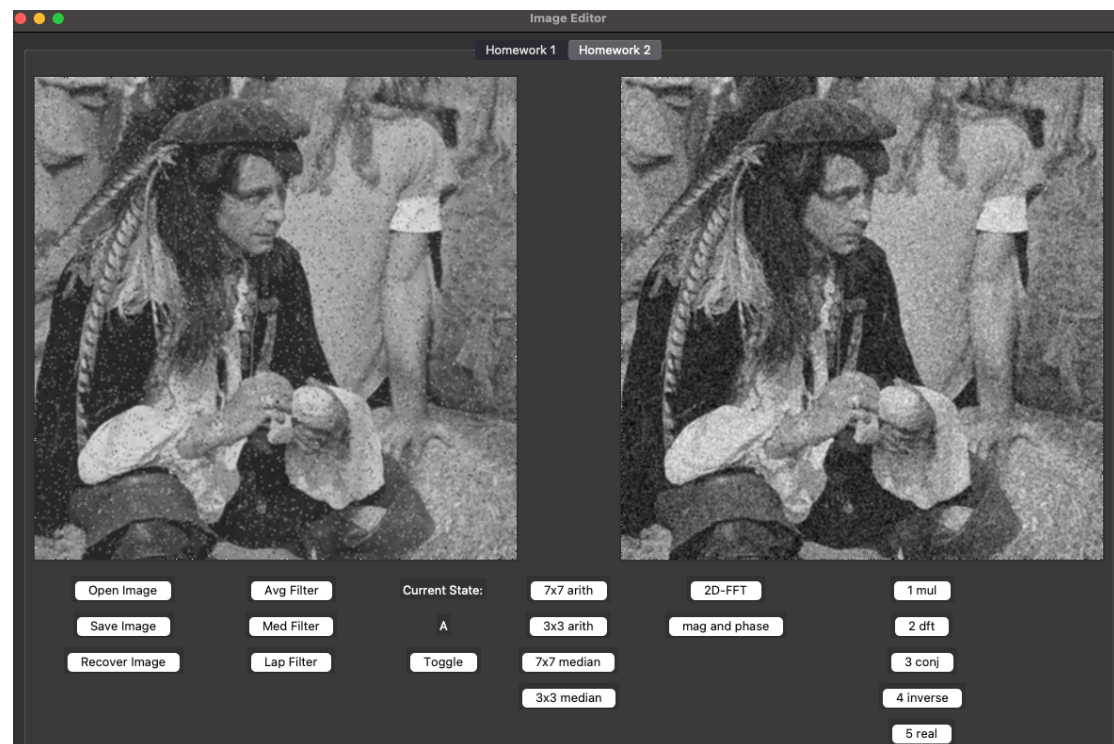 Image Editor
Homework 1 Homework 2
Open Image Avg Filter Current State: 7x7 arith 2D-FFT 1 mul
Save Image Med Filter A 3x3 arith mag and phase 2 dft
Recover Image Lap Filter Toggle 7x7 median 3 conj
3x3 median 4 inverse
5 real